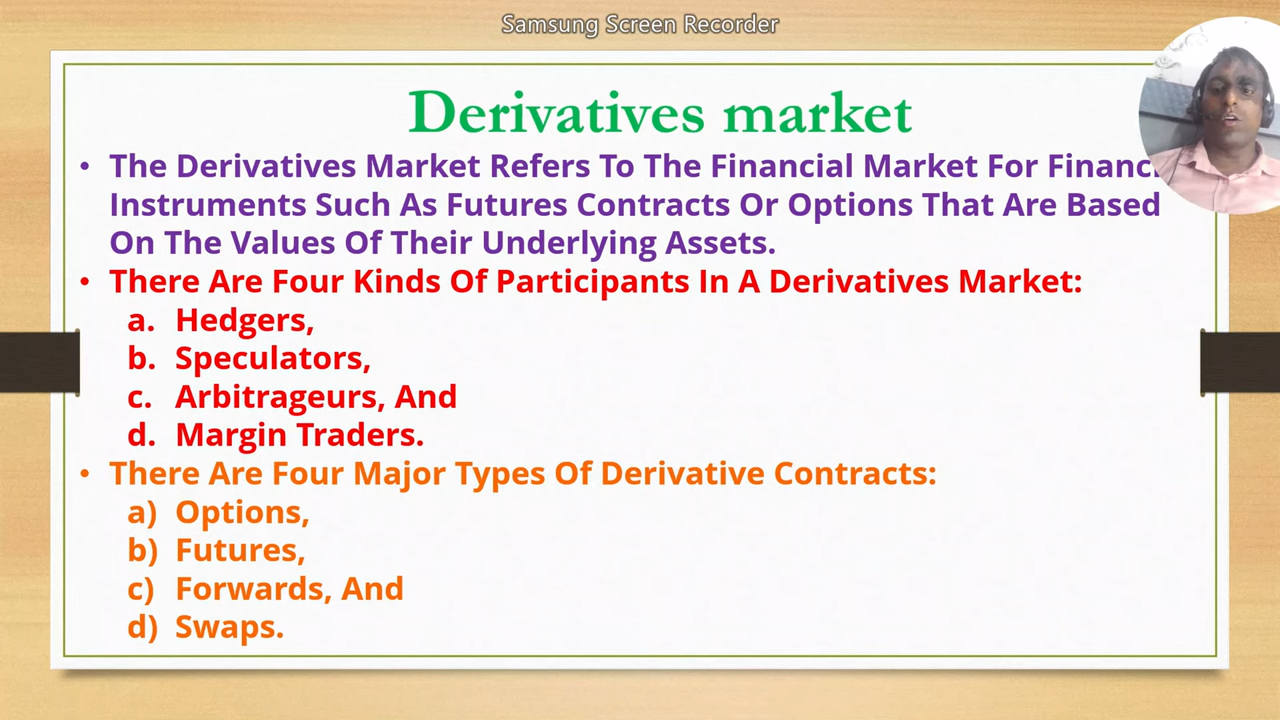 Samsung Screen Recorder
Derivatives market
• The Derivatives Market Refers To The Financial Market For
Instruments Such As Futures Contracts Or Options That Are Based
On The Values Of Their Underlying Assets.
• There Are Four Kinds Of Participants In A Derivatives Market:
a. Hedgers,
b. Speculators,
c. Arbitrageurs, And
d. Margin Traders.
• There Are Four Major Types Of Derivative Contracts:
a) Options,
b) Futures,
c) Forwards, And
d) Swaps.